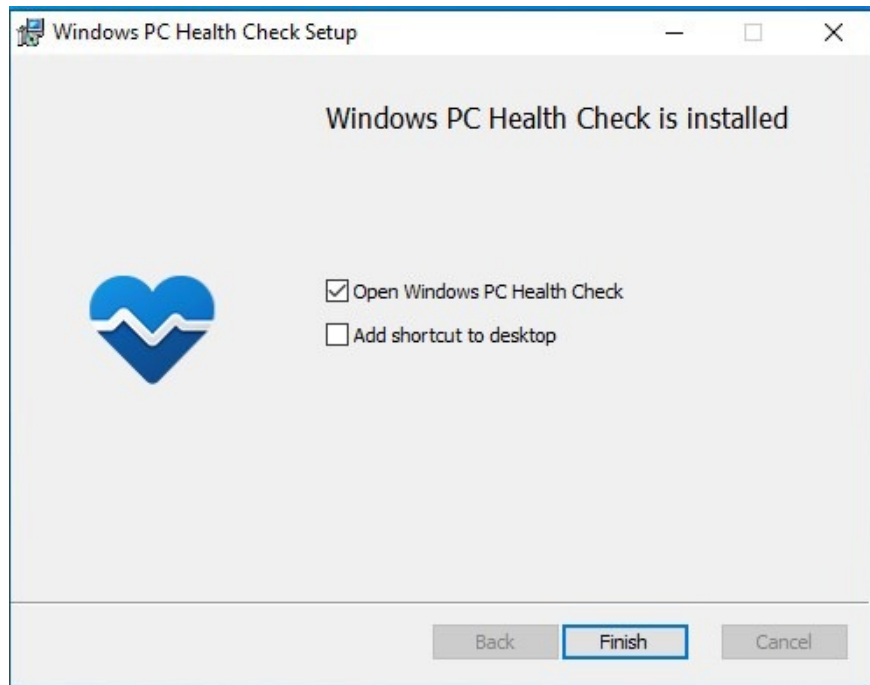 Windows PC Health Check Setup
Windows PC Health Check is installed
Open Windows PC Health Check
Add shortcut to desktop
Back Finish Cancel